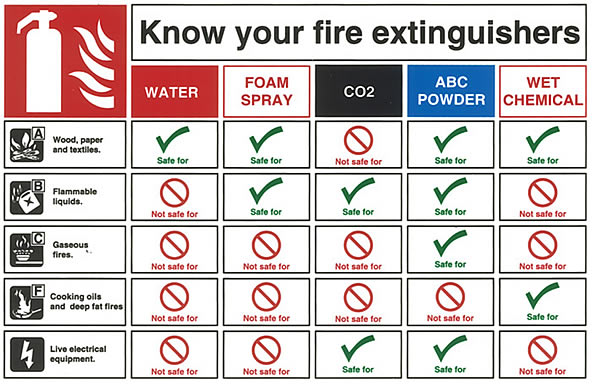 Know your fire extinguishers
WATER
FOAM
SPRAY
CO2
ABC
POWDER
WET
CHEMICAL
A
Wood, paper
and textiles.
Safe for
Safe for
Not safe for
Safe for
Safe for
B
Flammable
liquids.
Not safe for
Safe for
Safe for
Safe for
Not safe for
C
Gaseous
fires.
Not safe for
Not safe for
Not safe for
Safe for
Not safe for
F
Cooking oils
and deep fat fires
Not safe for
Not safe for
Not safe for
Not safe for
Safe for
Live electrical
equipment.
Not safe for
Not safe for
Safe for
Safe for
Not safe for